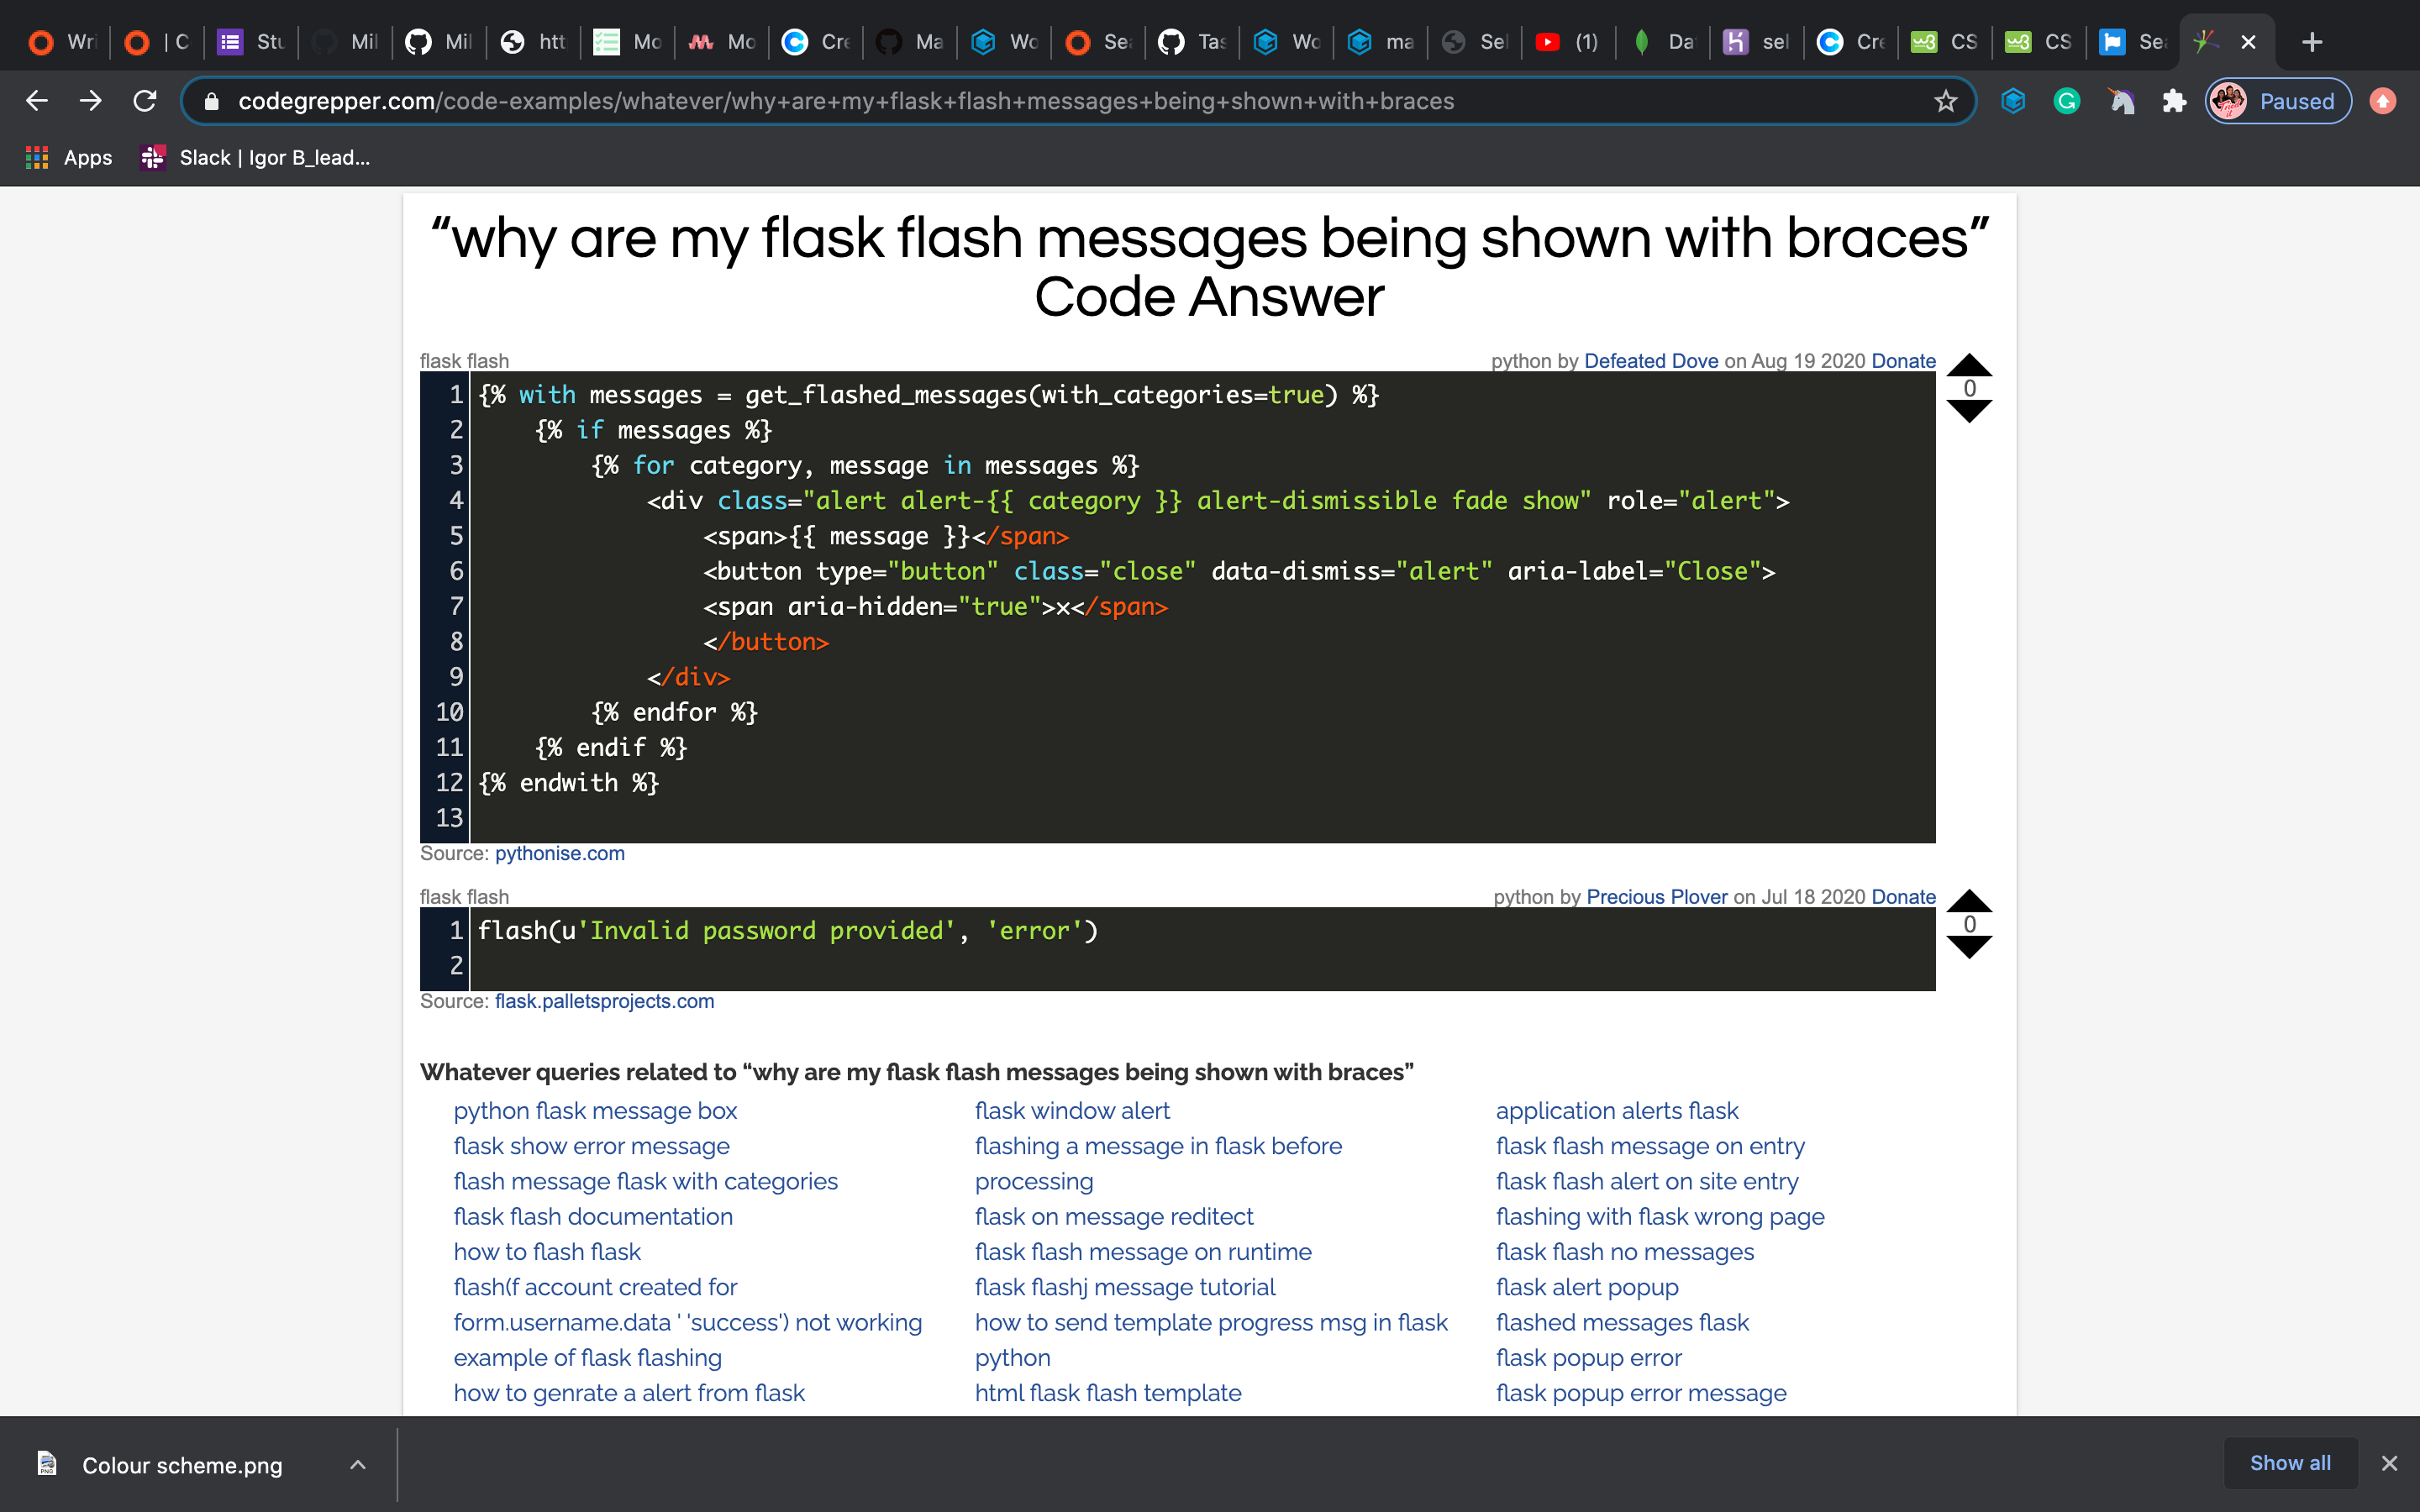 Wri
| C
Stu
Mil
Mil
htt
Mo
Mo
Cre
Ma
Wo
Sea
Tas
Wo
ma
Sel
(1)
Dat
sel
Cre
CS
CS
Sea
codegrepper.com/code-examples/whatever/why+are+my+flask+flash+messages+being+shown+with+braces
Paused
Apps
Slack | Igor B_lead...
“why are my flask flash messages being shown with braces”
Code Answer
flask flash
python by Defeated Dove on Aug 19 2020 Donate
0
1 {% with messages = get_flashed_messages(with_categories=true) %}
2 {% if messages %}
3 {% for category, message in messages %}
4 <div class="alert alert-{{ category }} alert-dismissible fade show" role="alert">
5 <span>{{ message }}</span>
6 <button type="button" class="close" data-dismiss="alert" aria-label="Close">
7 <span aria-hidden="true">x</span>
8 </button>
9 </div>
10 {% endfor %}
11 {% endif %}
12 {% endwith %}
13
Source: pythonise.com
flask flash
python by Precious Plover on Jul 18 2020 Donate
0
1 flash(u'Invalid password provided', 'error')
2
Source: flask.palletsprojects.com
Whatever queries related to “why are my flask flash messages being shown with braces”
python flask message box
flask show error message
flash message flask with categories
flask flash documentation
how to flash flask
flash(f account created for
form.username.data ' 'success') not working
example of flask flashing
how to genrate a alert from flask
flask window alert
flashing a message in flask before
processing
flask on message reditect
flask flash message on runtime
flask flashj message tutorial
how to send template progress msg in flask
python
html flask flash template
application alerts flask
flask flash message on entry
flask flash alert on site entry
flashing with flask wrong page
flask flash no messages
flask alert popup
flashed messages flask
flask popup error
flask popup error message
Colour scheme.png
Show all